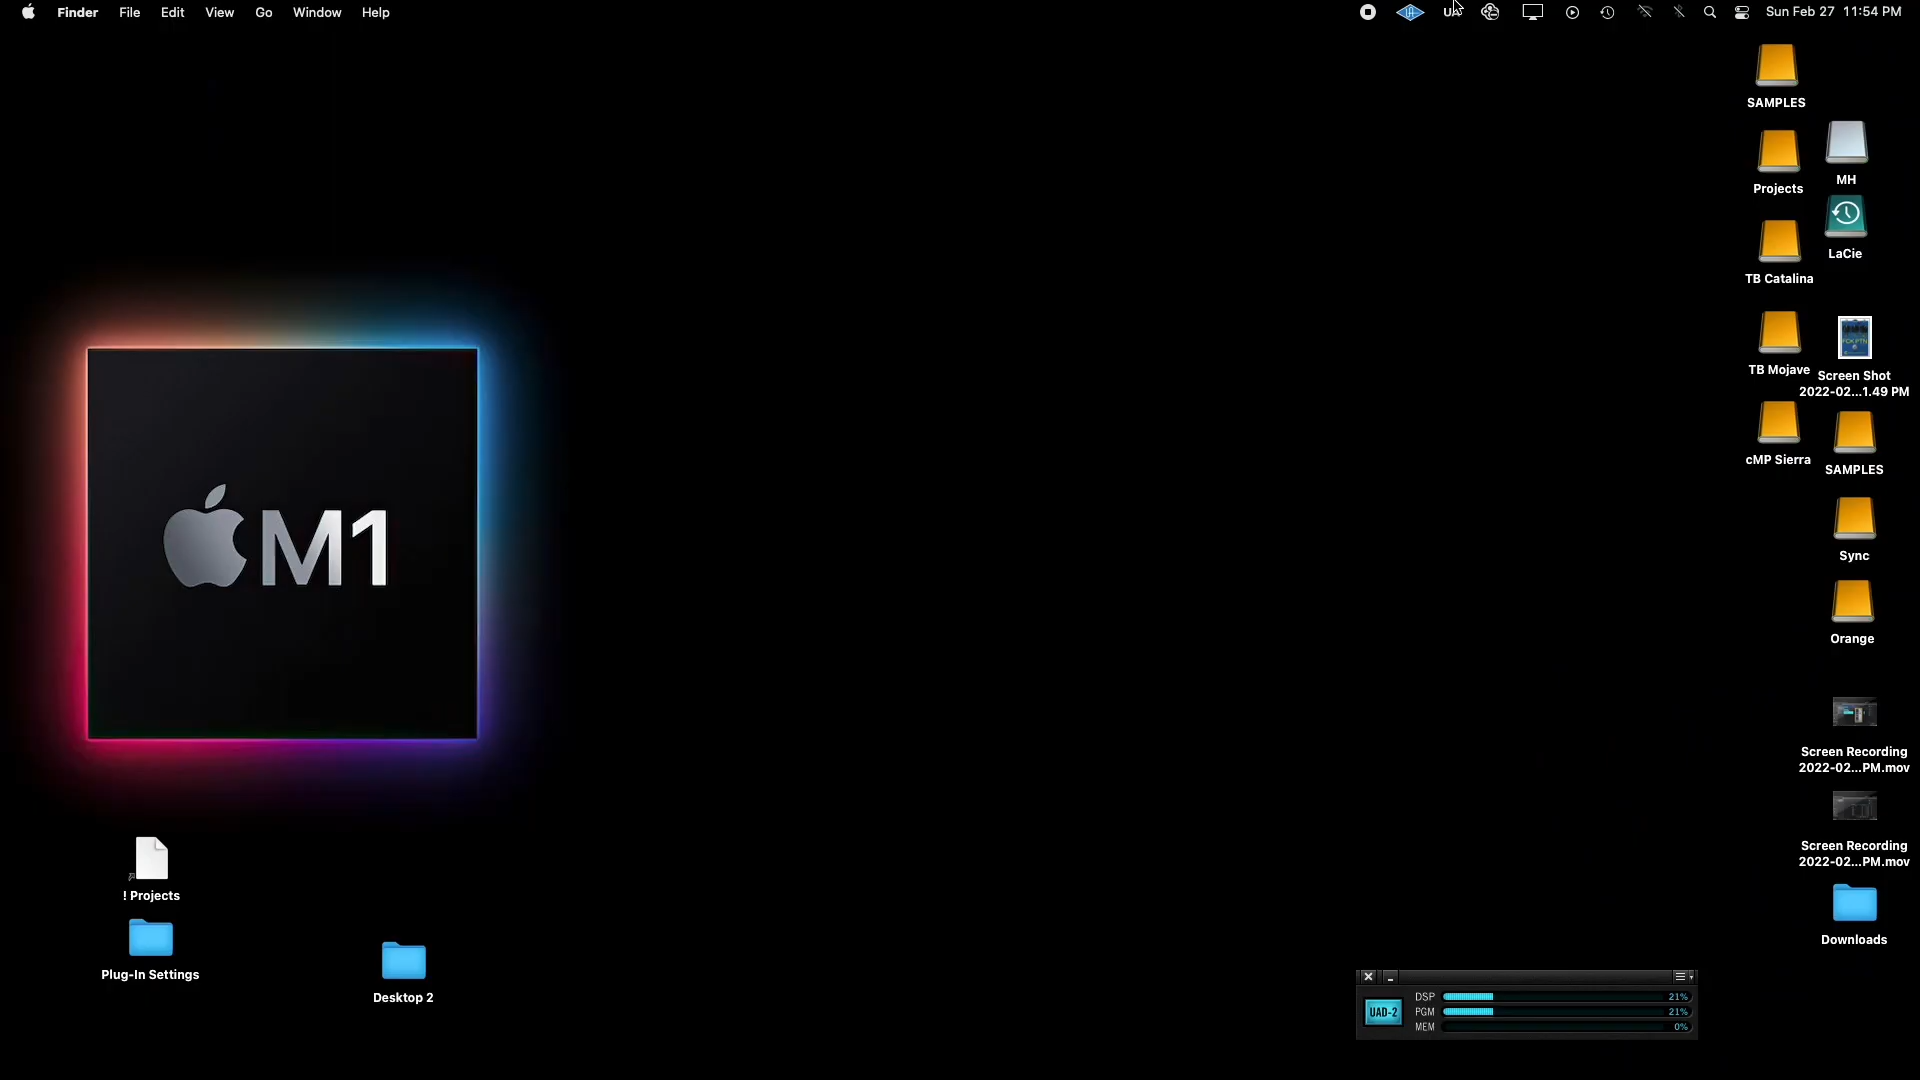 Finder File Edit View Go Window Help
Sun Feb 27 11:54 PM
SAMPLES
Projects
MH
LaCie
TB Catalina
TB Mojave
FCK PTN
Screen Shot
2022-02...1.49 PM
cMP Sierra
SAMPLES
Sync
Orange
M1
Screen Recording
2022-02...PM.mov
Screen Recording
2022-02...PM.mov
Downloads
! Projects
Plug-In Settings
Desktop 2
UAD-2
DSP 21%
PGM 21%
MEM 0%